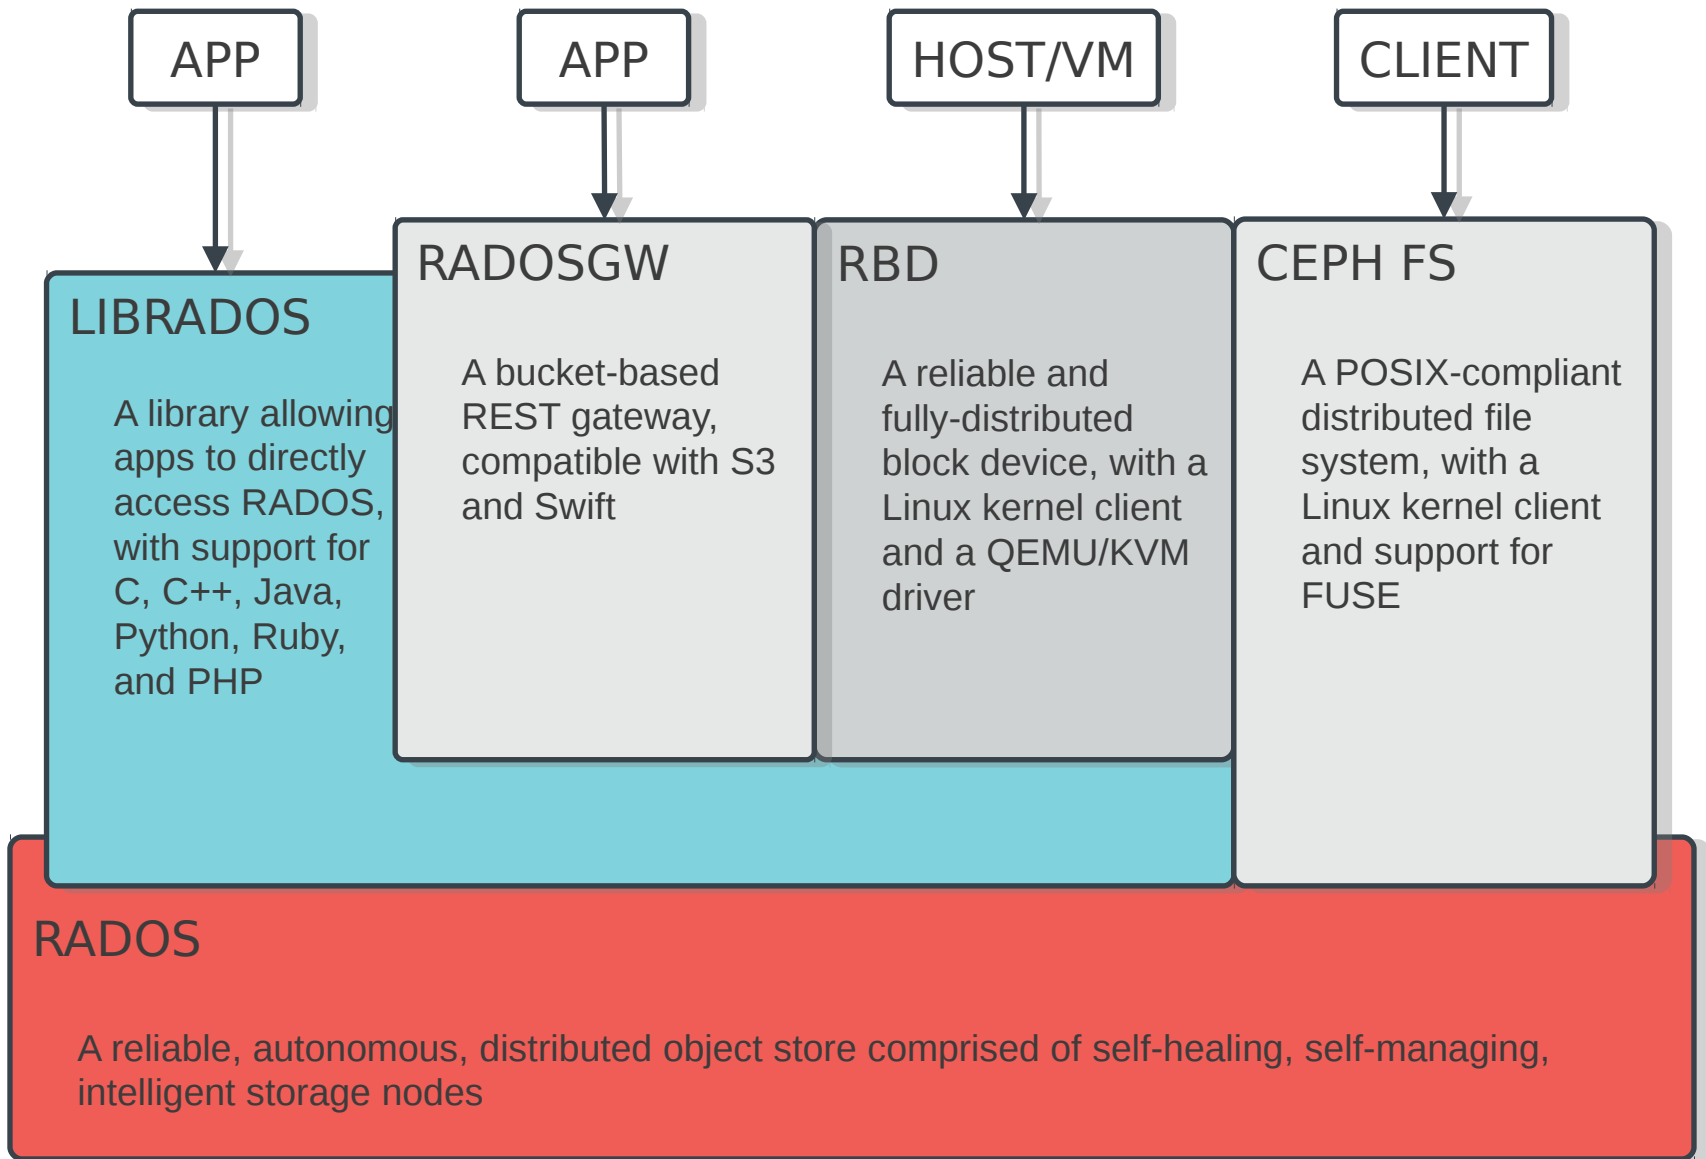 APP
APP
HOST/VM
CLIENT
LIBRADOS
A library allowing
apps to directly
access RADOS,
with support for
C, C++, Java,
Python, Ruby,
and PHP
RADOSGW
A bucket-based
REST gateway,
compatible with S3
and Swift
RBD
A reliable and
fully-distributed
block device, with a
Linux kernel client
and a QEMU/KVM
driver
CEPH FS
A POSIX-compliant
distributed file
system, with a
Linux kernel client
and support for
FUSE
RADOS
A reliable, autonomous, distributed object store comprised of self-healing, self-managing,
intelligent storage nodes